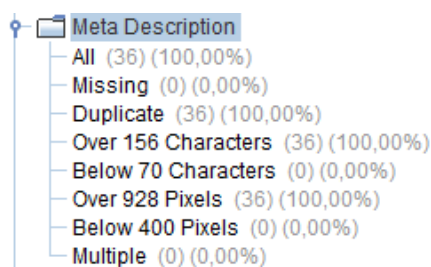 Meta Description
All (36) (100,00%)
Missing (0) (0,00%)
Duplicate (36) (100,00%)
Over 156 Characters (36) (100,00%)
Below 70 Characters (0) (0,00%)
Over 928 Pixels (36) (100,00%)
Below 400 Pixels (0) (0,00%)
Multiple (0) (0,00%)